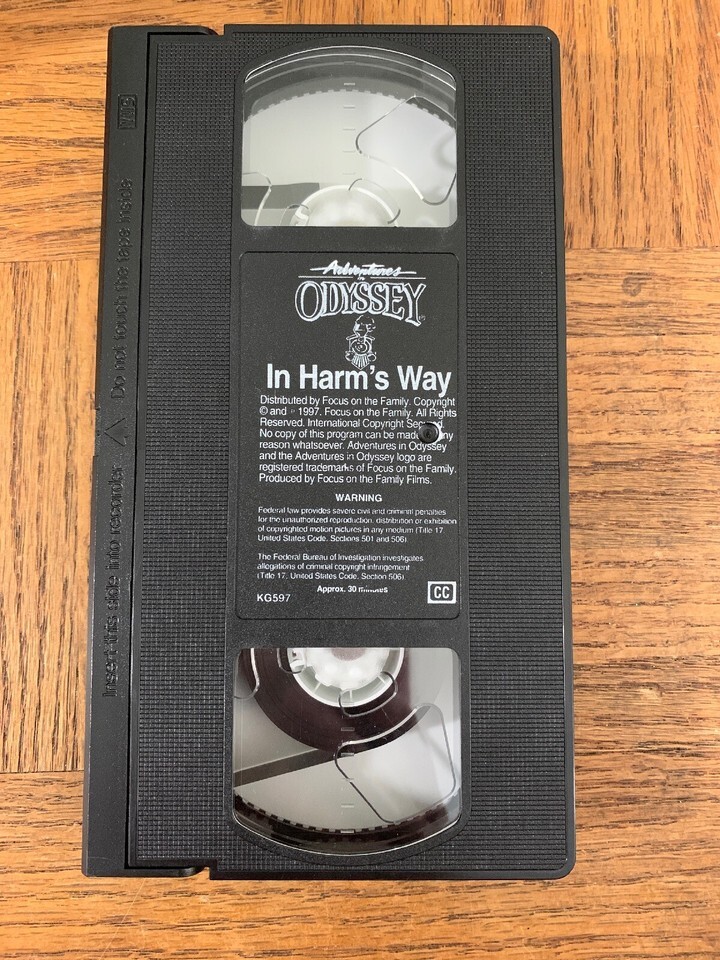 VHS
Do not touch the tape inside
Insert this side into recorder
Adventures
in
ODYSSEY
In Harm's Way
Distributed by Focus on the Family. Copyright
© and 1997. Focus on the Family. All Rights
Reserved. International Copyright
No copy of this program can be made
reason whatsoever. Adventures in Odyssey
and the Adventures in Odyssey logo are
registered trademarks of Focus on the Family.
Produced by Focus on the Family Films.
WARNING
Federal law provides severe civil and criminal penalties
for the unauthorized reproduction, distribution or exhibition
of copyrighted motion pictures in any medium (Title 17,
United States Code, Sections 501 and 506).
The Federal Bureau of Investigation investigates
allegations of criminal copyright infringement
(Title 17, United States Code, Section 506).
Approx. 30 minutes
KG597
CC